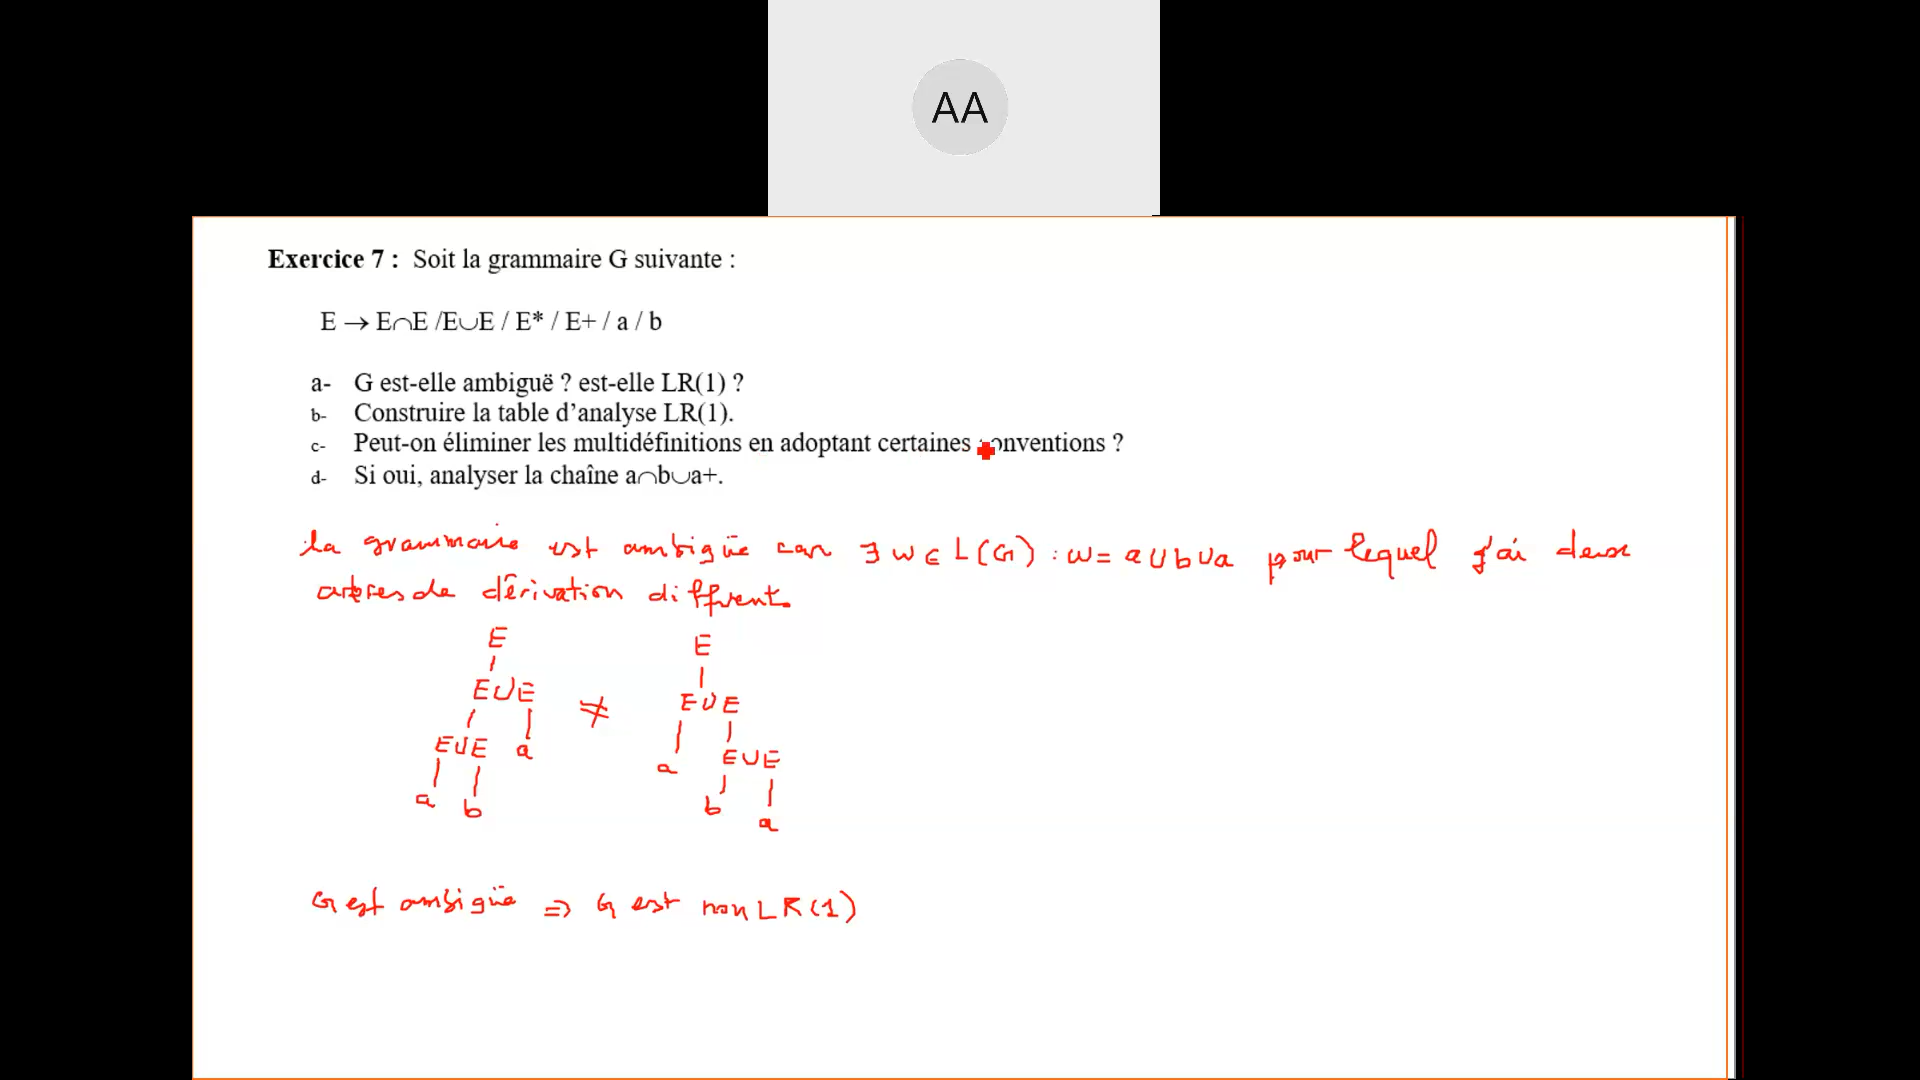 AA
Exercice 7 : Soit la grammaire G suivante :
E → E∩E /E∪E / E* / E+ / a / b
a- G est-elle ambiguë ? est-elle LR(1) ?
b- Construire la table d’analyse LR(1).
c- Peut-on éliminer les multidéfinitions en adoptant certaines conventions ?
d- Si oui, analyser la chaîne a∩b∪a+.
la grammaire est ambigüe car ∃ w ∈ L(G) : w = a∪b∪a pour lequel j'ai deux
arbres de dérivation différents
E E
E∪E ≠ E∪E
E∪E a a E∪E
a b b a
G est ambigüe ⇒ G est non LR(1)